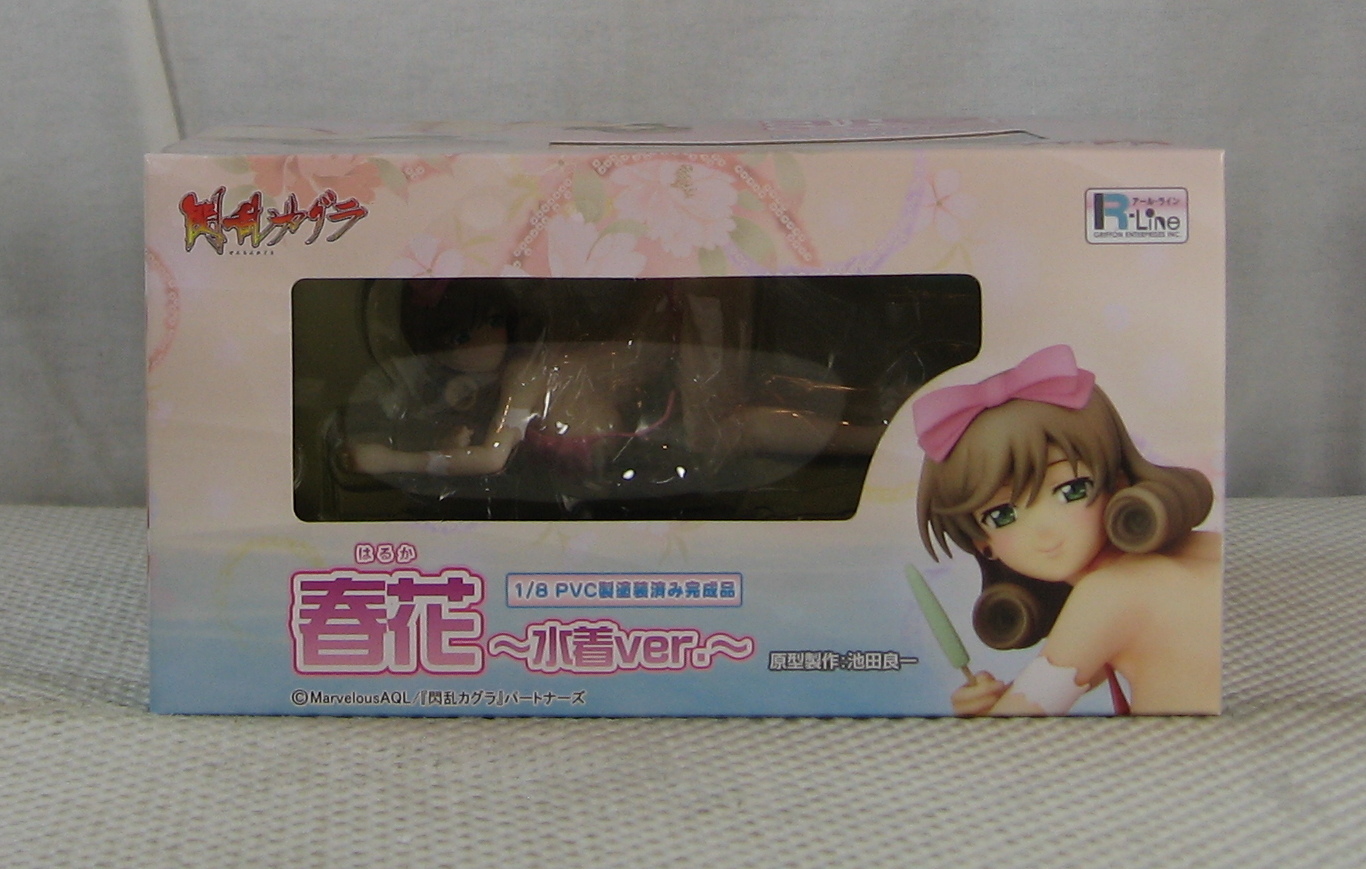 閃乱カグラ
アール・ライン
R-Line
GRIFFON ENTERPRISES INC.
はるか
春花
1/8 PVC製塗装済み完成品
～水着ver.～
原型製作:池田良一
©MarvelousAQL/『閃乱カグラ』パートナーズ